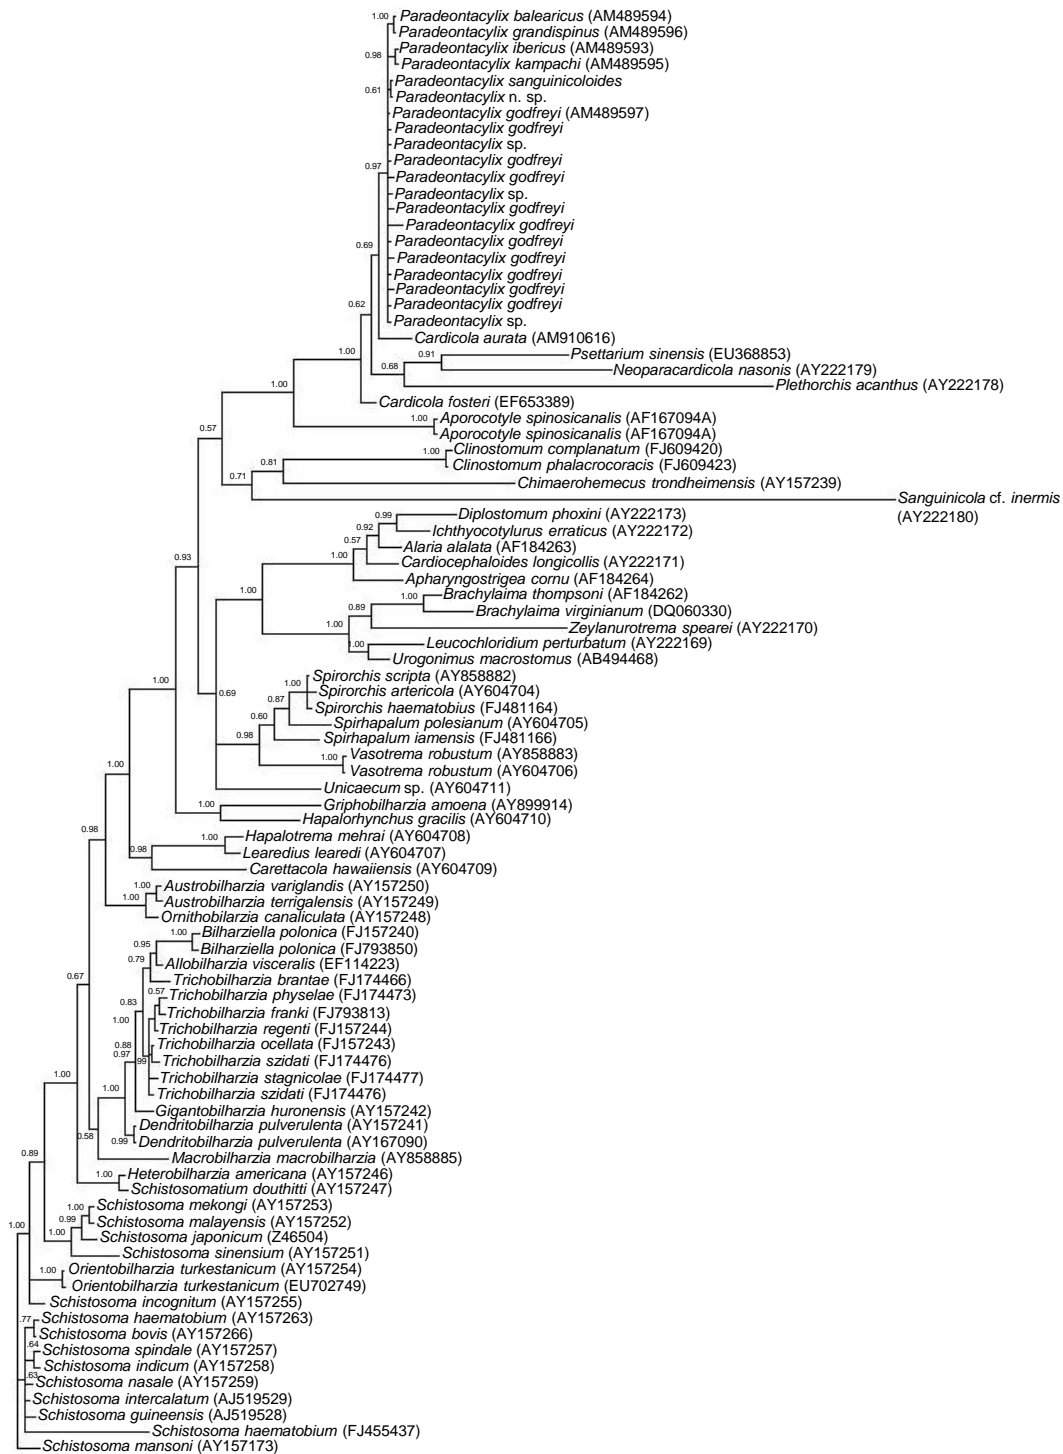 1.00
Paradeontacylix balearicus (AM489594)
Paradeontacylix grandispinus (AM489596)
Paradeontacylix ibericus (AM489593)
0.98
Paradeontacylix kampachi (AM489595)
Paradeontacylix sanguinicoloides
0.61
Paradeontacylix n. sp.
Paradeontacylix godfreyi (AM489597)
Paradeontacylix godfreyi
Paradeontacylix sp.
Paradeontacylix godfreyi
0.97
Paradeontacylix godfreyi
Paradeontacylix sp.
Paradeontacylix godfreyi
Paradeontacylix godfreyi
Paradeontacylix godfreyi
0.69
Paradeontacylix godfreyi
Paradeontacylix godfreyi
Paradeontacylix godfreyi
Paradeontacylix godfreyi
0.62
Paradeontacylix sp.
Cardicola aurata (AM910616)
1.00
0.91
Psettarium sinensis (EU368853)
0.68
Neoparacardicola nasonis (AY222179)
1.00
Plethorchis acanthus (AY222178)
Cardicola fosteri (EF653389)
1.00
Aporocotyle spinosicanalis (AF167094A)
0.57
Aporocotyle spinosicanalis (AF167094A)
1.00
Clinostomum complanatum (FJ609420)
0.81
Clinostomum phalacrocoracis (FJ609423)
0.71
Chimaerohemecus trondheimensis (AY157239)
Sanguinicola cf. inermis
(AY222180)
0.99
Diplostomum phoxini (AY222173)
0.92
Ichthyocotylurus erraticus (AY222172)
0.57
Alaria alalata (AF184263)
0.93
1.00
Cardiocephaloides longicollis (AY222171)
Apharyngostrigea cornu (AF184264)
1.00
1.00
Brachylaima thompsoni (AF184262)
0.89
Brachylaima virginianum (DQ060330)
1.00
Zeylanurotrema spearei (AY222170)
1.00
Leucochloridium perturbatum (AY222169)
Urogonimus macrostomus (AB494468)
Spirorchis scripta (AY858882)
1.00
1.00
Spirorchis artericola (AY604704)
0.69
0.87
Spirorchis haematobius (FJ481164)
0.60
Spirhapalum polesianum (AY604705)
0.98
Spirhapalum iamensis (FJ481166)
1.00
Vasotrema robustum (AY858883)
1.00
Vasotrema robustum (AY604706)
Unicaecum sp. (AY604711)
1.00
Griphobilharzia amoena (AY899914)
Hapalorhynchus gracilis (AY604710)
0.98
1.00
Hapalotrema mehrai (AY604708)
0.98
Learedius learedi (AY604707)
Carettacola hawaiiensis (AY604709)
1.00
Austrobilharzia variglandis (AY157250)
1.00
Austrobilharzia terrigalensis (AY157249)
Ornithobilarzia canaliculata (AY157248)
1.00
Bilharziella polonica (FJ157240)
0.95
Bilharziella polonica (FJ793850)
0.79
Allobilharzia visceralis (EF114223)
0.67
Trichobilharzia brantae (FJ174466)
0.57
Trichobilharzia physelae (FJ174473)
0.83
Trichobilharzia franki (FJ793813)
1.00
Trichobilharzia regenti (FJ157244)
0.88
Trichobilharzia ocellata (FJ157243)
0.97
.99
Trichobilharzia szidati (FJ174476)
1.00
Trichobilharzia stagnicolae (FJ174477)
1.00
Trichobilharzia szidati (FJ174476)
Gigantobilharzia huronensis (AY157242)
Dendritobilharzia pulverulenta (AY157241)
0.58
0.99
Dendritobilharzia pulverulenta (AY167090)
0.89
Macrobilharzia macrobilharzia (AY858885)
1.00
Heterobilharzia americana (AY157246)
Schistosomatium douthitti (AY157247)
1.00
Schistosoma mekongi (AY157253)
0.99
Schistosoma malayensis (AY157252)
1.00
1.00
Schistosoma japonicum (Z46504)
Schistosoma sinensium (AY157251)
1.00
Orientobilharzia turkestanicum (AY157254)
Orientobilharzia turkestanicum (EU702749)
Schistosoma incognitum (AY157255)
.77
Schistosoma haematobium (AY157263)
Schistosoma bovis (AY157266)
.64
Schistosoma spindale (AY157257)
Schistosoma indicum (AY157258)
.63
Schistosoma nasale (AY157259)
Schistosoma intercalatum (AJ519529)
Schistosoma guineensis (AJ519528)
Schistosoma haematobium (FJ455437)
Schistosoma mansoni (AY157173)